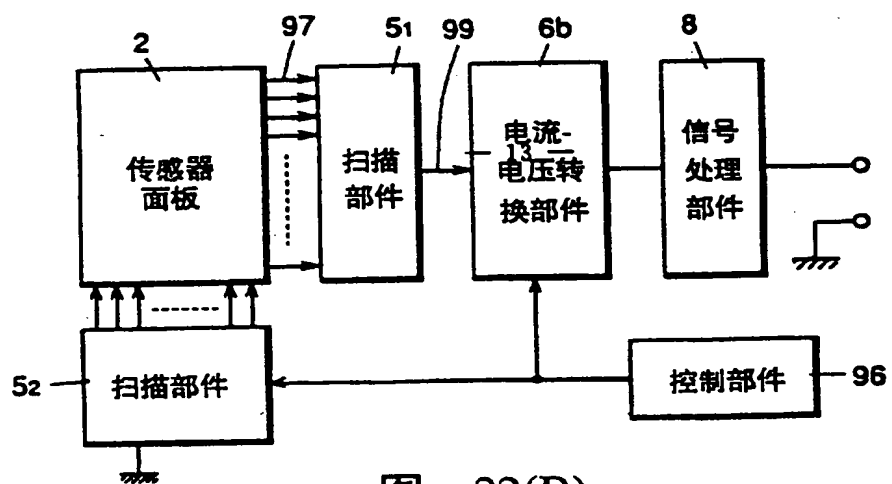 97
51
99
6b
8
2
传感器
面板
扫描
部件
电流-
— 13 —
电压转
换部件
信号
处理
部件
52
扫描部件
控制部件
96
图 22(D)